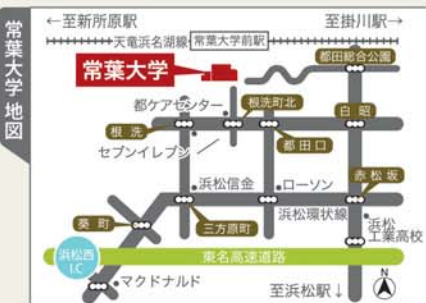 常葉大学 地図
←至新所原駅
至掛川駅→
天竜浜名湖線
常葉大学前駅
常葉大学
都田総合公園
都ケアセンター
根洗町北
白昭
根洗
セブンイレブン
都田口
赤松坂
浜松信金
ローソン
葵町
三方原町
浜松環状線
浜松
工業高校
浜松西
I.C
東名高速道路
マクドナルド
至浜松駅↓
N